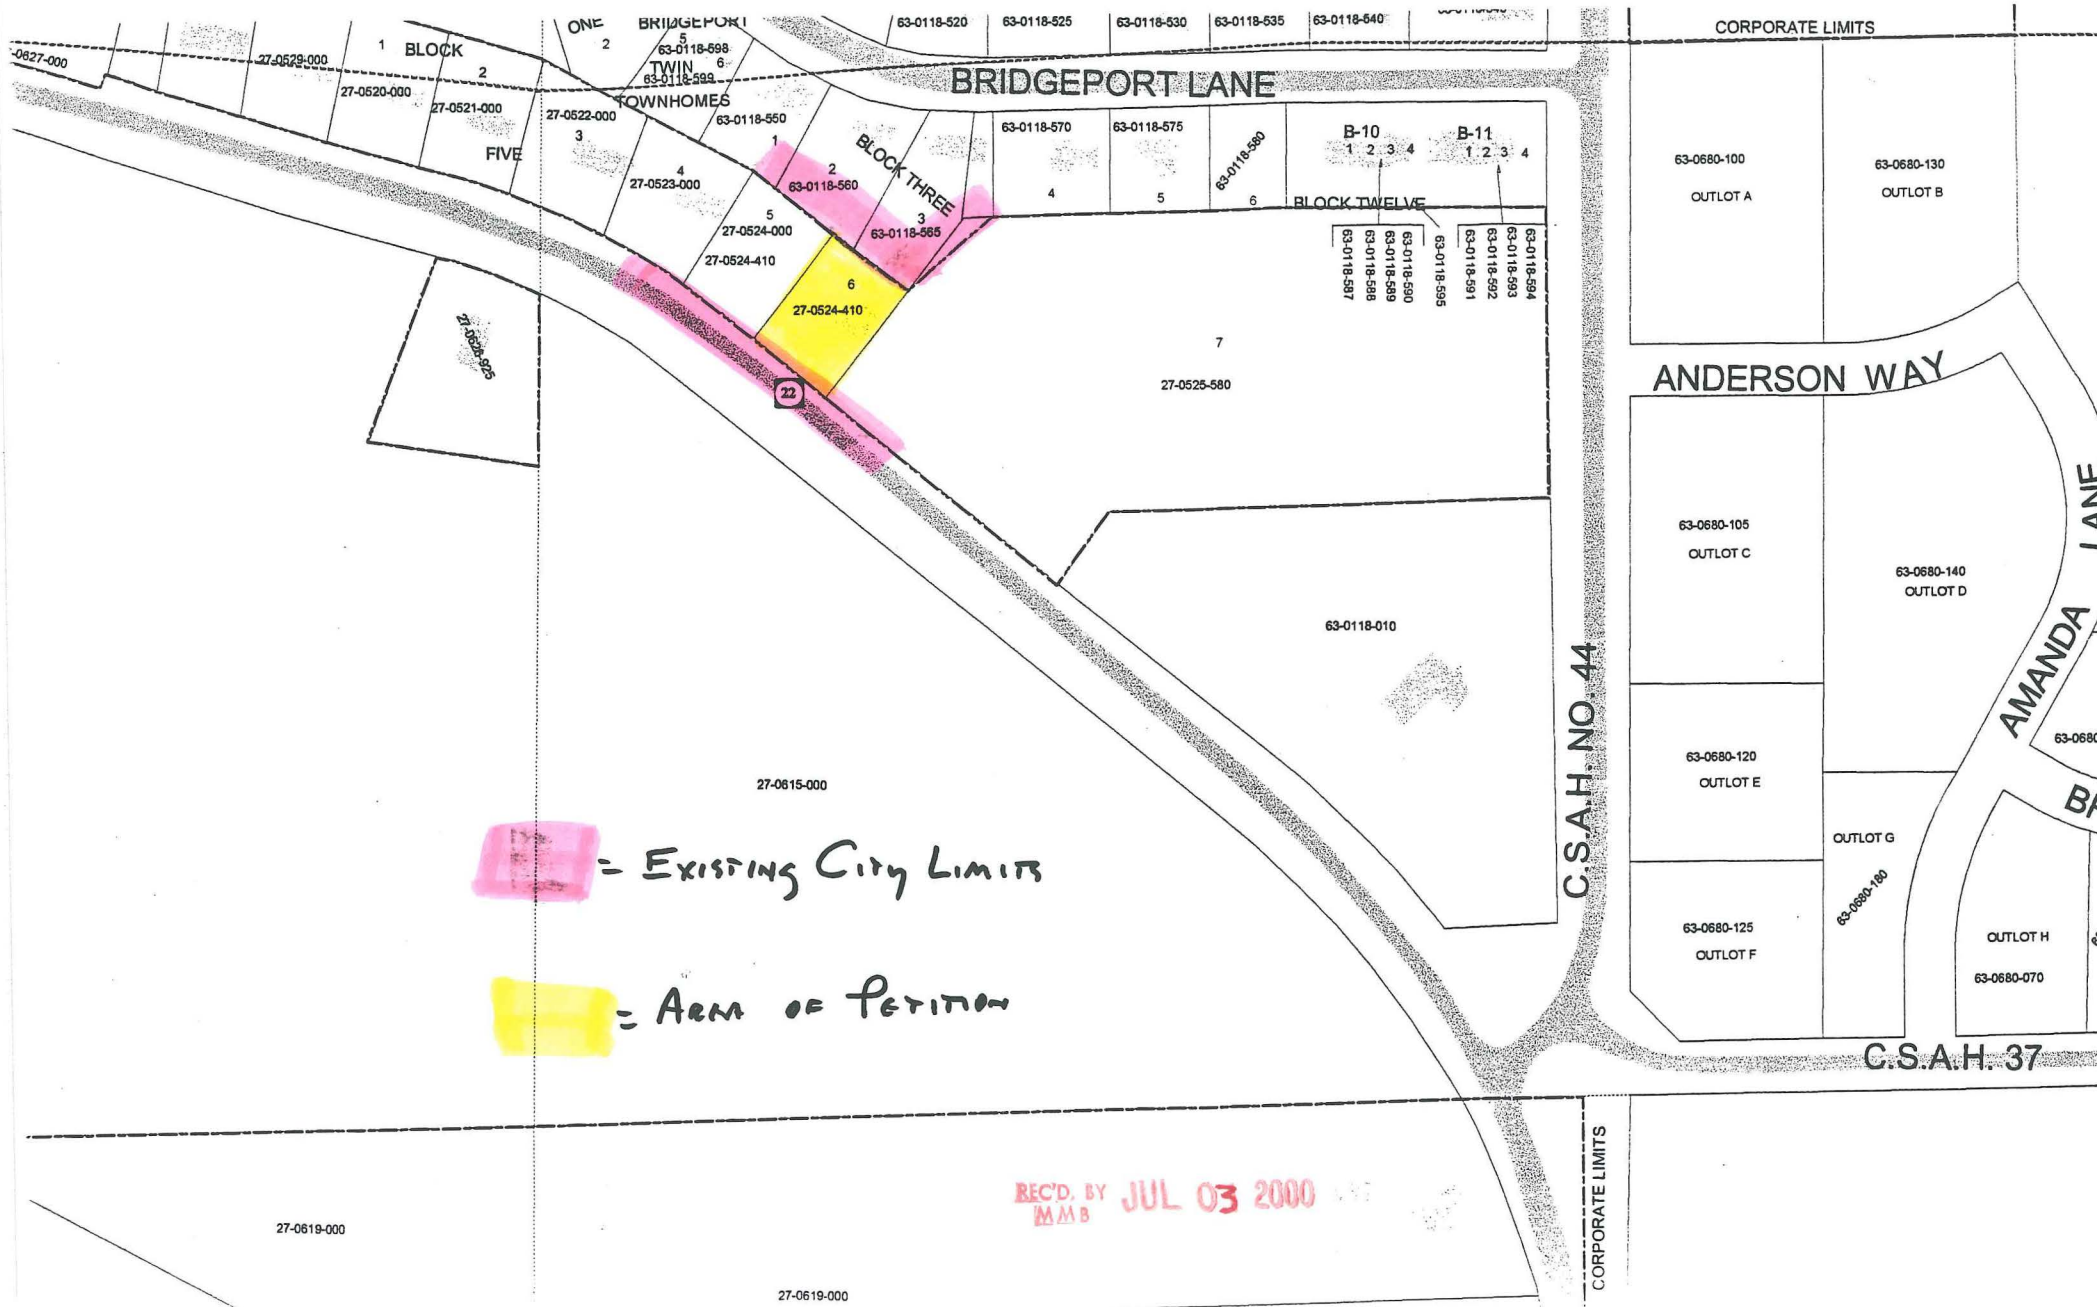 63-0118-520
63-0118-525
63-0118-530
63-0118-535
63-0118-540
CORPORATE LIMITS
ONE
BRIDGEPORT
2
5
63-0118-598
TWIN
6
63-0118-599
TOWNHOMES
1
BLOCK
2
-0627-000
27-0529-000
27-0520-000
27-0521-000
27-0522-000
3
FIVE
4
27-0523-000
5
27-0524-000
27-0524-410
6
27-0524-410
63-0118-550
1
2
63-0118-560
BLOCK THREE
3
63-0118-565
BRIDGEPORT LANE
63-0118-570
4
63-0118-575
5
63-0118-580
6
B-10
1 2 3 4
B-11
1 2 3 4
BLOCK TWELVE
63-0118-587
63-0118-588
63-0118-589
63-0118-590
63-0118-595
63-0118-591
63-0118-592
63-0118-593
63-0118-594
63-0680-100
OUTLOT A
63-0680-130
OUTLOT B
27-0626-925
22
7
27-0525-580
ANDERSON WAY
63-0680-105
OUTLOT C
63-0680-140
OUTLOT D
AMANDA LANE
63-0118-010
C.S.A.H. NO. 44
63-0680-120
OUTLOT E
63-0680
BR
OUTLOT G
63-0680-180
63-0680-125
OUTLOT F
OUTLOT H
63-0680-070
C.S.A.H. 37
27-0615-000
= EXISTING CITY LIMITS
= AREA OF PETITION
REC'D. BY
MMB
JUL 03 2000
CORPORATE LIMITS
27-0619-000
27-0619-000